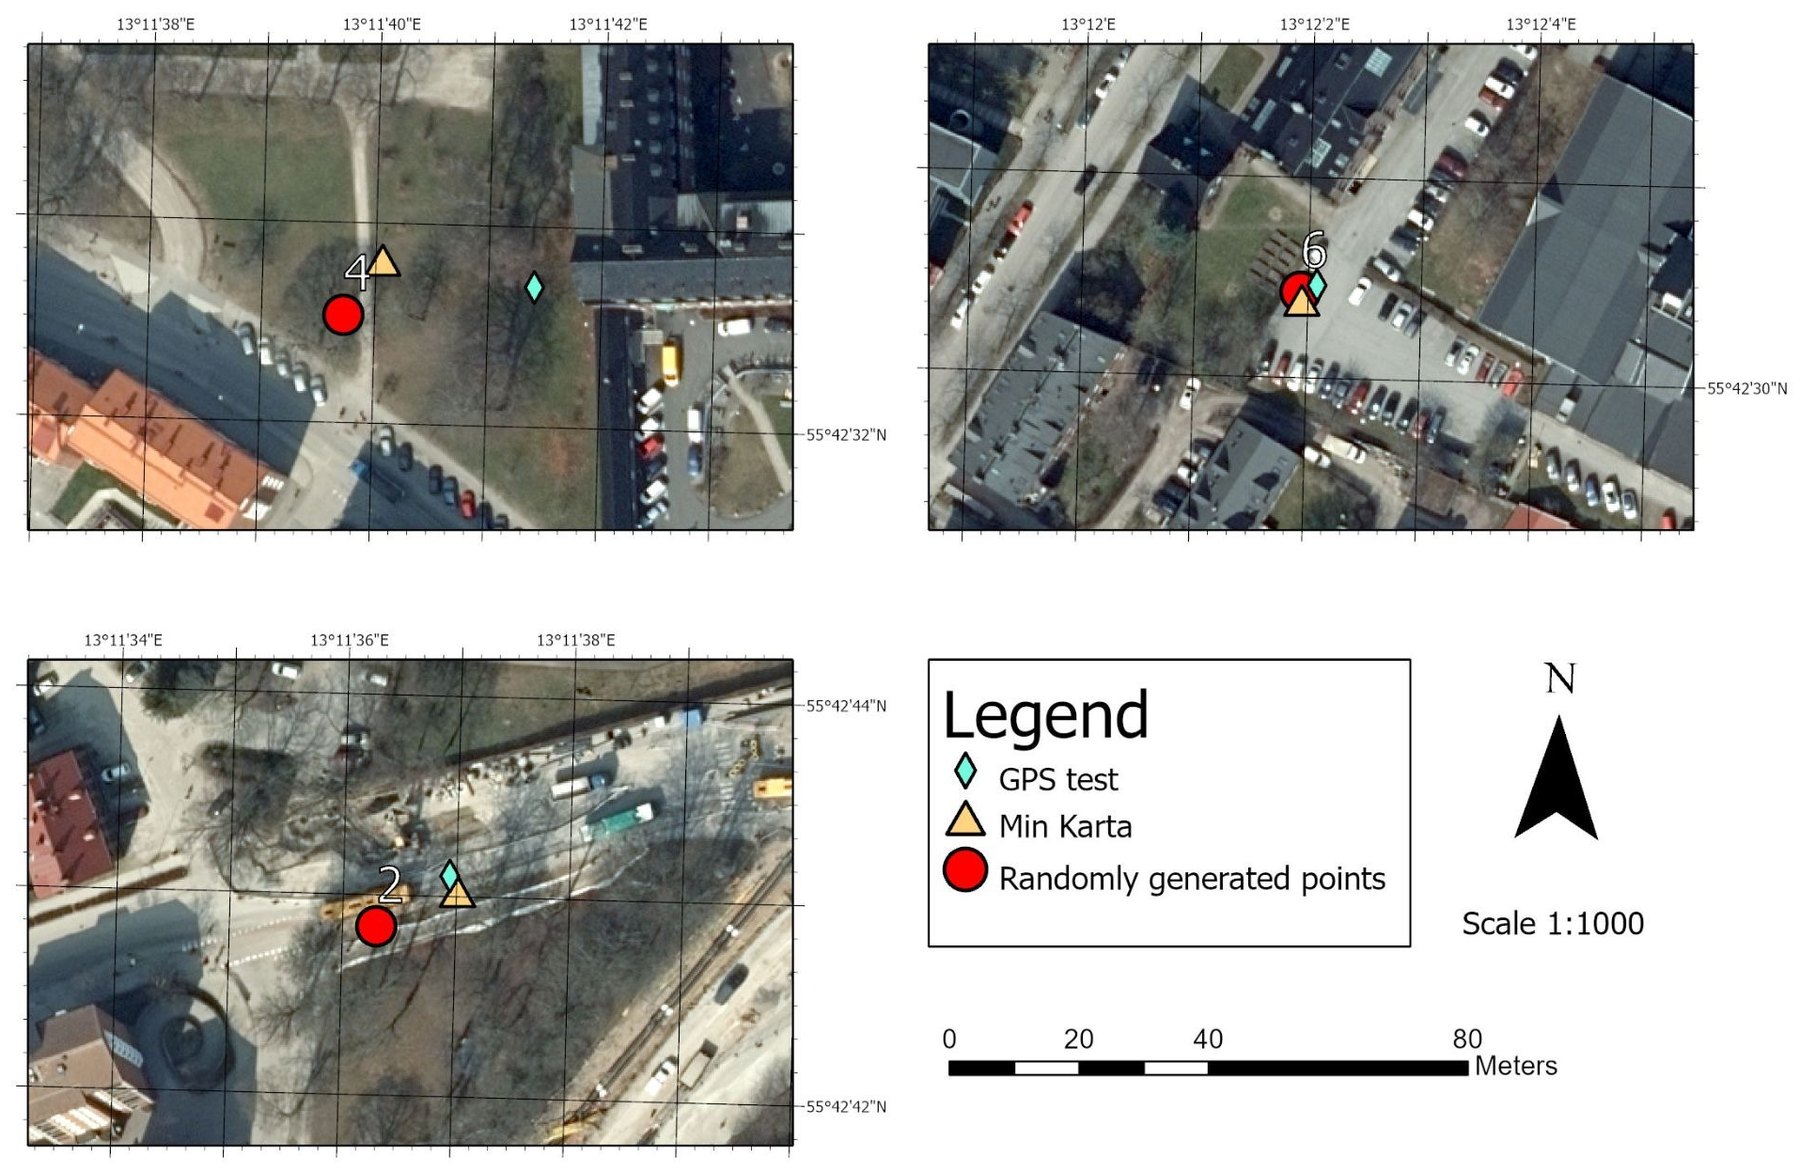 13°11'38"E 13°11'40"E 13°11'42"E
13°12'E 13°12'2"E 13°12'4"E
4
6
55°42'32"N
55°42'30"N
13°11'34"E 13°11'36"E 13°11'38"E
55°42'44"N
2
55°42'42"N
Legend
GPS test
Min Karta
Randomly generated points
N
Scale 1:1000
0 20 40 80
Meters